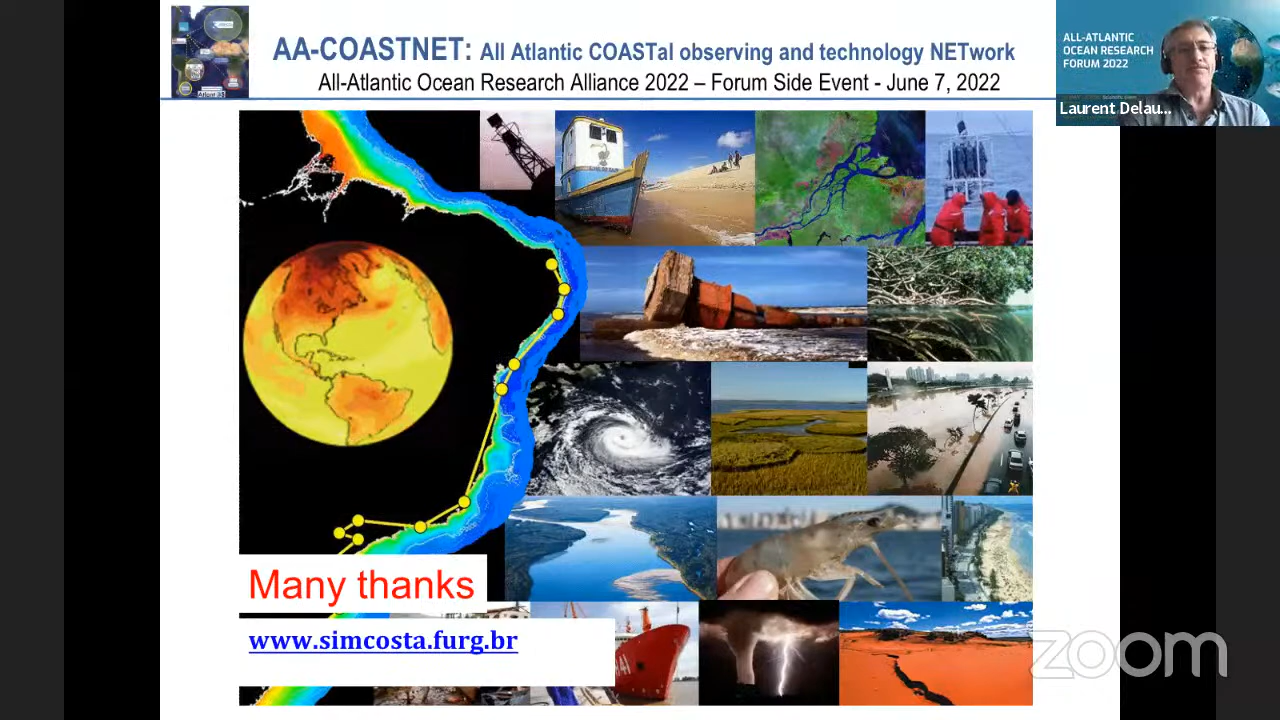 AA-COASTNET: All Atlantic COASTal observing and technology NETwork
All-Atlantic Ocean Research Alliance 2022 – Forum Side Event - June 7, 2022
ALL-ATLANTIC
OCEAN RESEARCH
FORUM 2022
Laurent Delau...
Many thanks
www.simcosta.furg.br
zoom